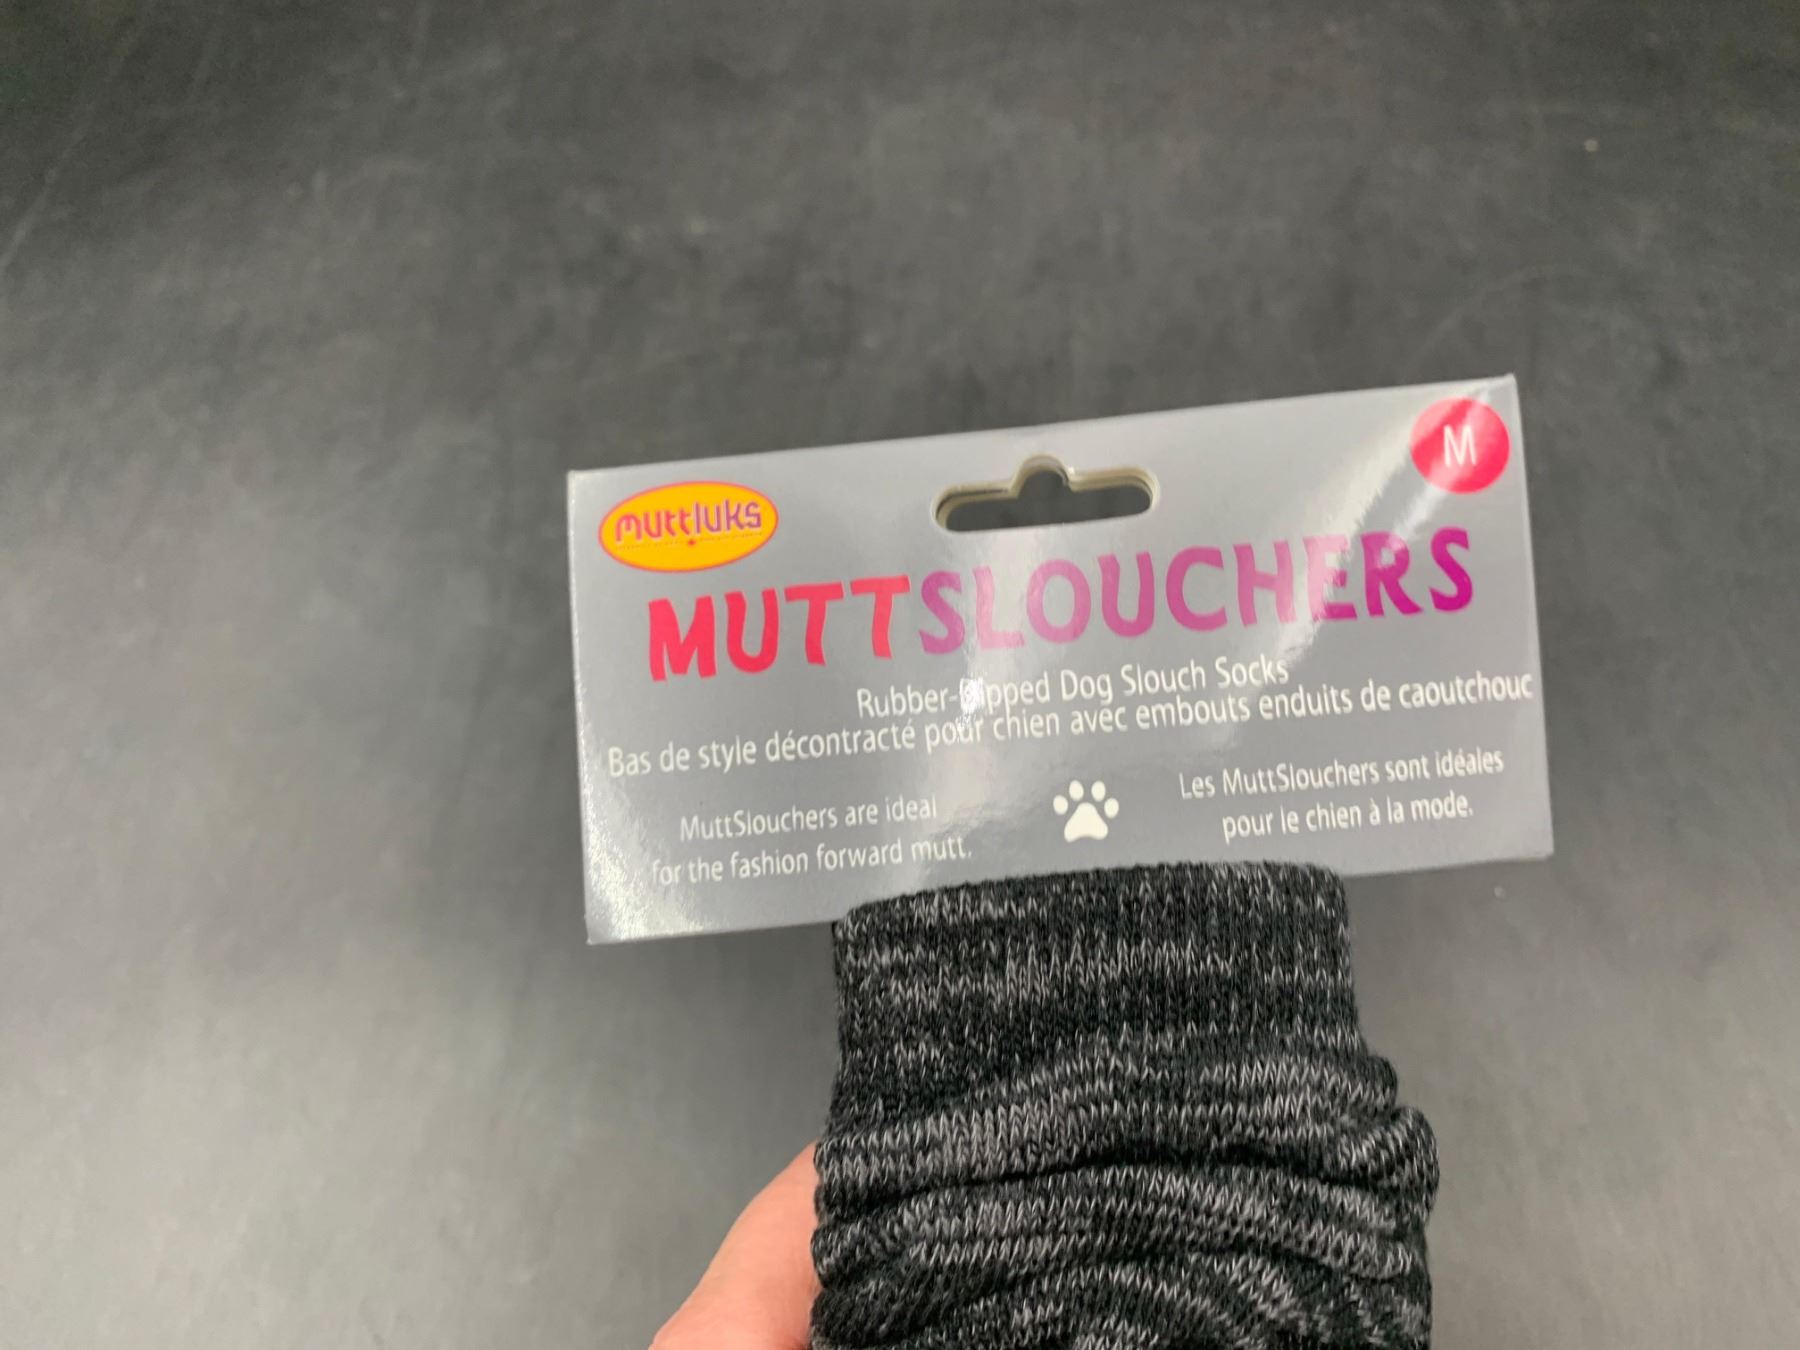 muttluks
M
MUTTSLOUCHERS
Rubber-Dipped Dog Slouch Socks
Bas de style décontracté pour chien avec embouts enduits de caoutchouc
MuttSlouchers are ideal
for the fashion forward mutt.
Les MuttSlouchers sont idéales
pour le chien à la mode.